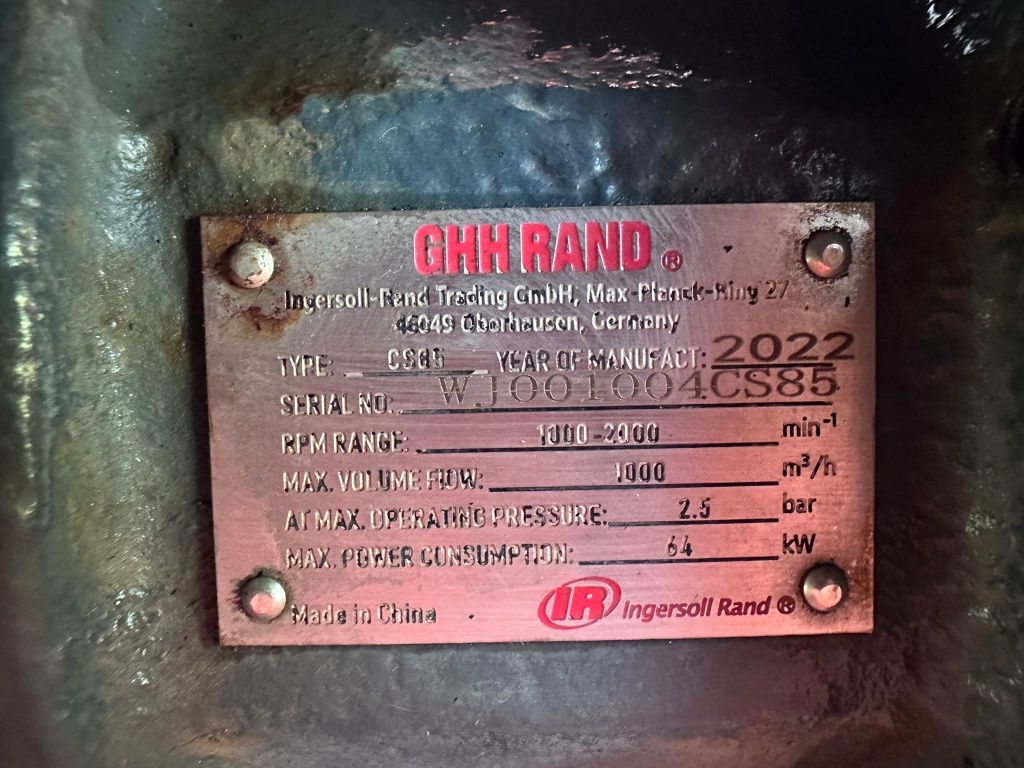 GHH RAND ®
Ingersoll-Rand Trading GmbH, Max-Planck-Ring 27
46049 Oberhausen, Germany
TYPE: CS85 YEAR OF MANUFACT: 2022
SERIAL NO: WJ001004CS85
RPM RANGE: 1000-2000 min⁻¹
MAX. VOLUME FLOW: 1000 m³/h
AT MAX. OPERATING PRESSURE: 2.5 bar
MAX. POWER CONSUMPTION: 64 kW
Made in China IR Ingersoll Rand ®